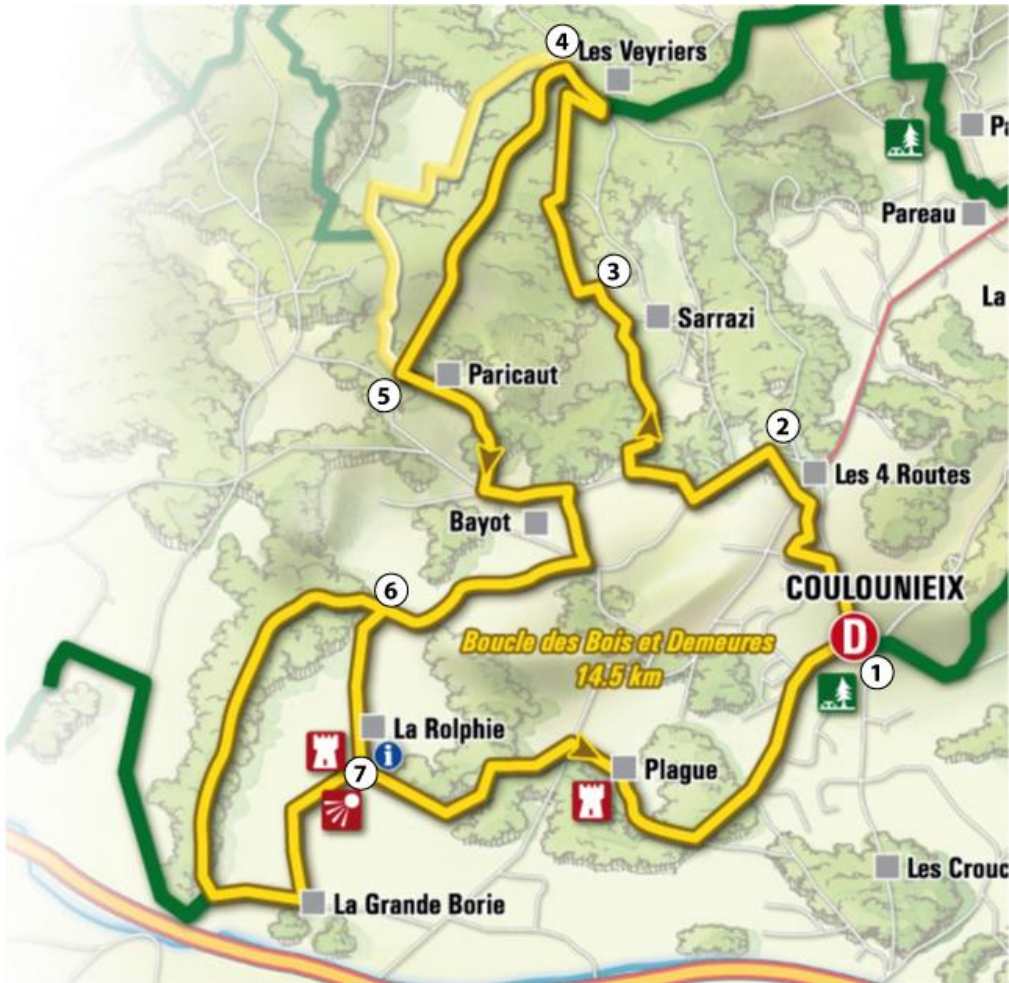 4
Les Veyriers
Pa
Pareau
3
La
Sarrazi
Paricaut
5
2
Les 4 Routes
Bayot
COULOUNIEIX
6
D
Boucle des Bois et Demeures
14.5 km
1
La Rolphie
i
7
Plague
Les Crouc
La Grande Borie